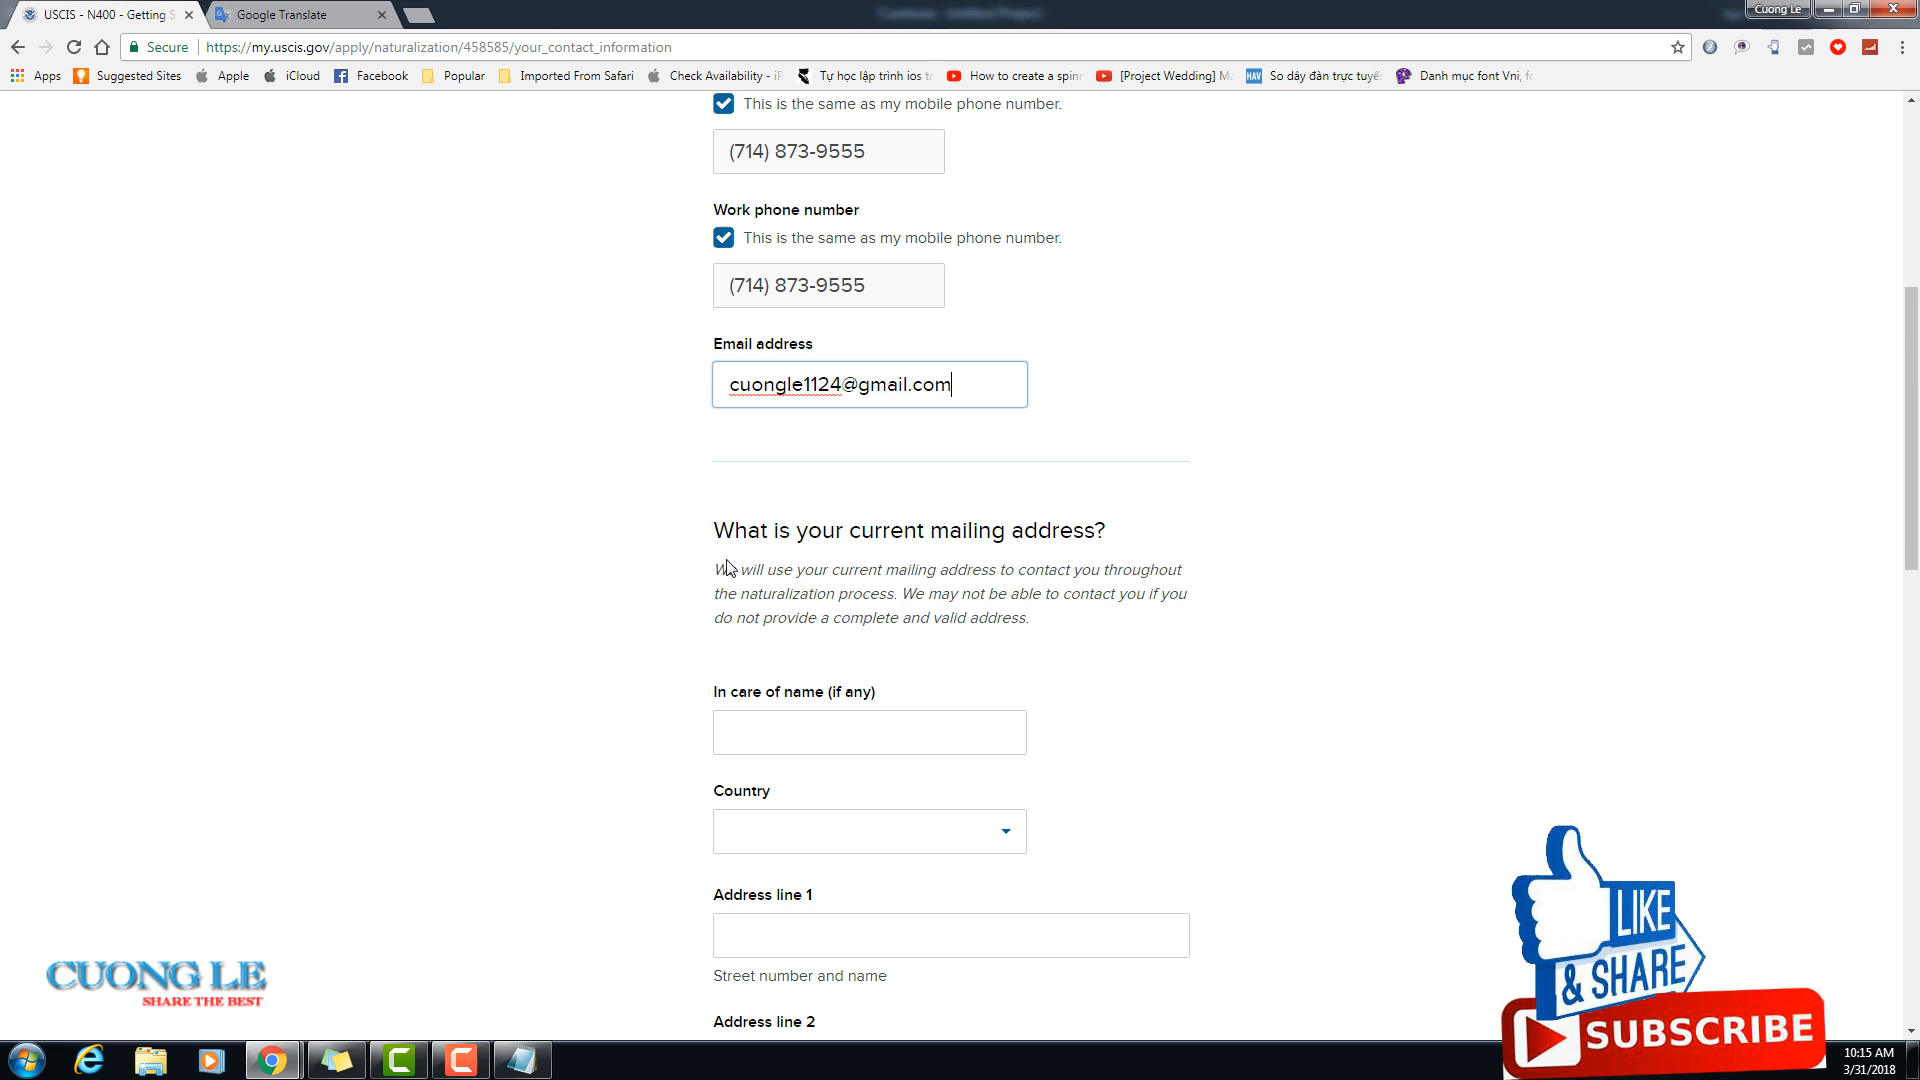 USCIS - N400 - Getting S
Google Translate
Cuong Le
Secure
https://my.uscis.gov/apply/naturalization/458585/your_contact_information
Apps
Suggested Sites
Apple
iCloud
Facebook
Popular
Imported From Safari
Check Availability - iP
Tự học lập trình ios t
How to create a spin
[Project Wedding] M
HAV
So dây đàn trực tuyế
Danh mục font Vni, f
This is the same as my mobile phone number.
(714) 873-9555
Work phone number
This is the same as my mobile phone number.
(714) 873-9555
Email address
cuongle1124@gmail.com
What is your current mailing address?
We will use your current mailing address to contact you throughout
the naturalization process. We may not be able to contact you if you
do not provide a complete and valid address.
In care of name (if any)
Country
Address line 1
Street number and name
Address line 2
CUONG LE
SHARE THE BEST
LIKE
& SHARE
SUBSCRIBE
10:15 AM
3/31/2018